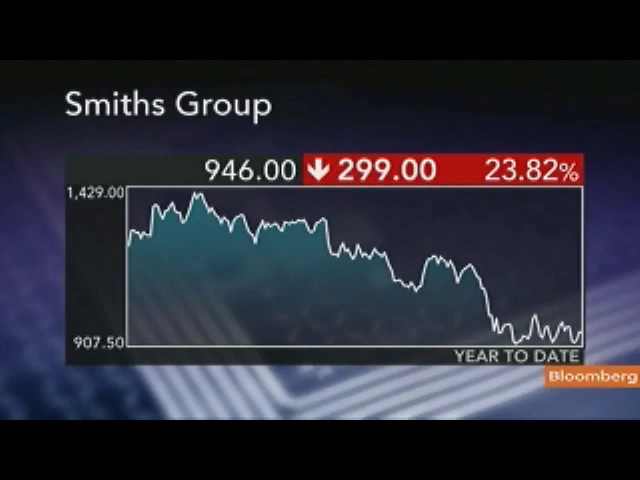 Smiths Group
946.00 299.00 23.82%
1,429.00
907.50
YEAR TO DATE
Bloomberg